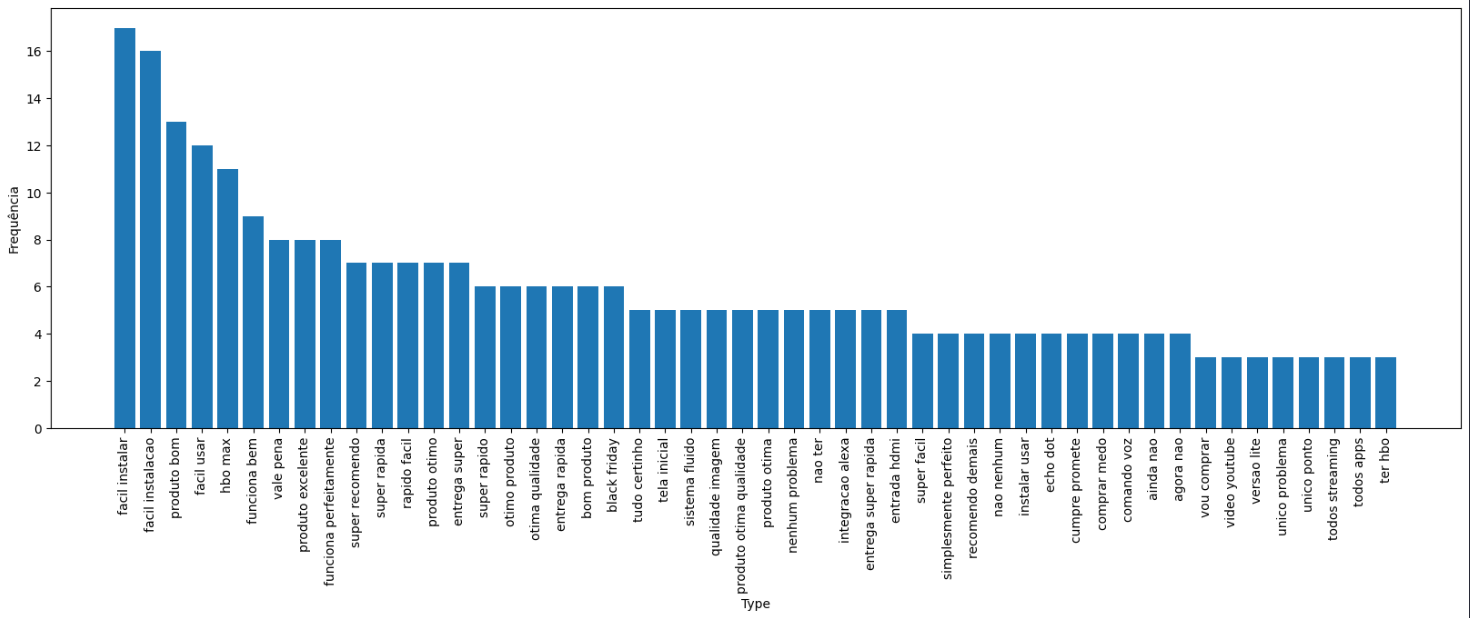 16
14
12
10
8
6
4
2
0
Frequência
facil instalar
facil instalacao
produto bom
facil usar
hbo max
funciona bem
vale pena
produto excelente
funciona perfeitamente
super recomendo
super rapida
rapido facil
produto otimo
entrega super
super rapido
otimo produto
otima qualidade
entrega rapida
bom produto
black friday
tudo certinho
tela inicial
sistema fluido
qualidade imagem
produto otima qualidade
produto otima
nenhum problema
nao ter
integracao alexa
entrega super rapida
entrada hdmi
super facil
simplesmente perfeito
recomendo demais
nao nenhum
instalar usar
echo dot
cumpre promete
comprar medo
comando voz
ainda nao
agora nao
vou comprar
video youtube
versao lite
unico problema
unico ponto
todos streaming
todos apps
ter hbo
Type